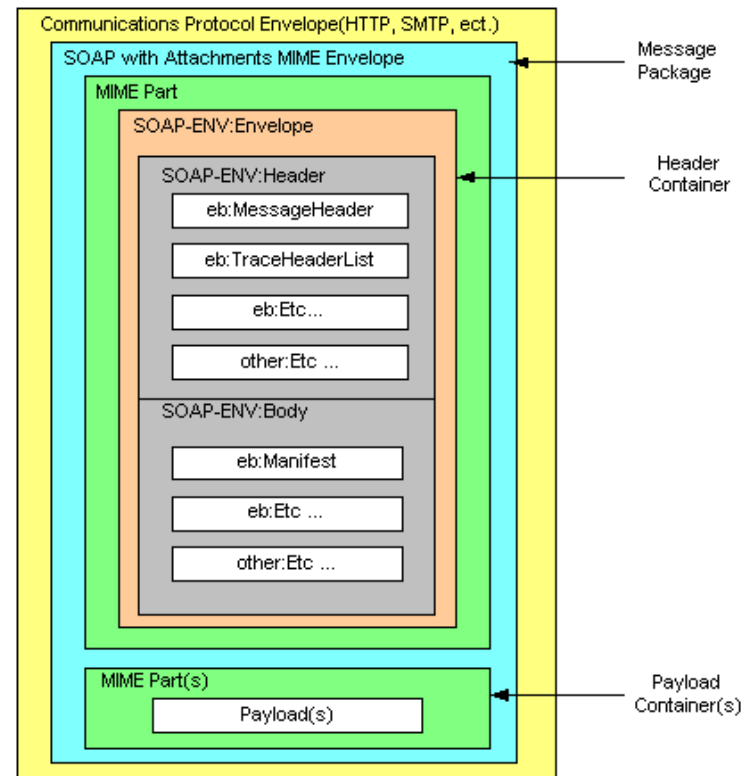 Communications Protocol Envelope(HTTP, SMTP, ect.)
SOAP with Attachments MIME Envelope
Message
Package
MIME Part
SOAP-ENV:Envelope
Header
Container
SOAP-ENV:Header
eb:MessageHeader
eb:TraceHeaderList
eb:Etc...
other:Etc ...
SOAP-ENV:Body
eb:Manifest
eb:Etc ...
other:Etc ...
MIME Part(s)
Payload(s)
Payload
Container(s)